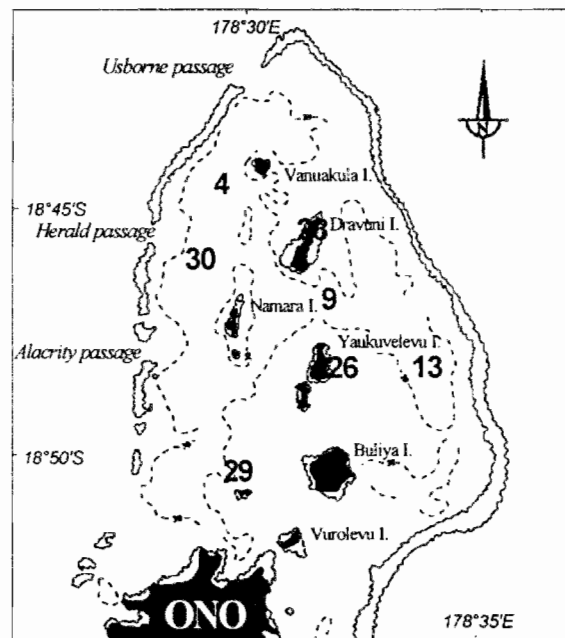 178°30'E
Usborne passage
N
Vanuakula I.
4
18°45'S
Dravuni I.
Herald passage
30
9
Namara I.
Yaukuvelevu I.
Alacrity passage
26
13
Buliya I.
18°50'S
29
Vurolevu I.
ONO
178°35'E